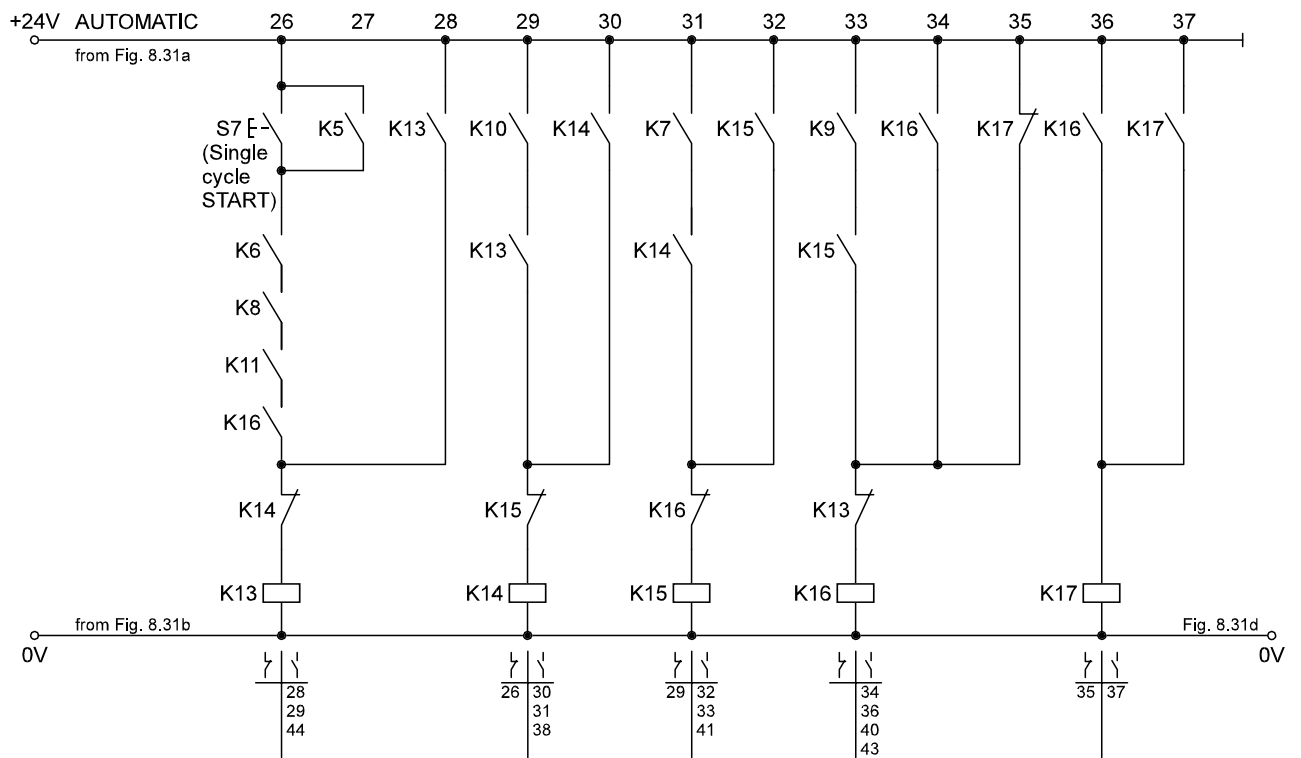 +24V AUTOMATIC 26 27 28 29 30 31 32 33 34 35 36 37
from Fig. 8.31a
S7 K5 K13 K10 K14 K7 K15 K9 K16 K17 K16 K17
(Single
cycle
START)
K6 K13 K14 K15
K8
K11
K16
K14 K15 K16 K13
K13 K14 K15 K16 K17
from Fig. 8.31b Fig. 8.31d
0V 0V
28 26 30 29 32 34 35 37
29 31 33 36
44 38 41 40
43